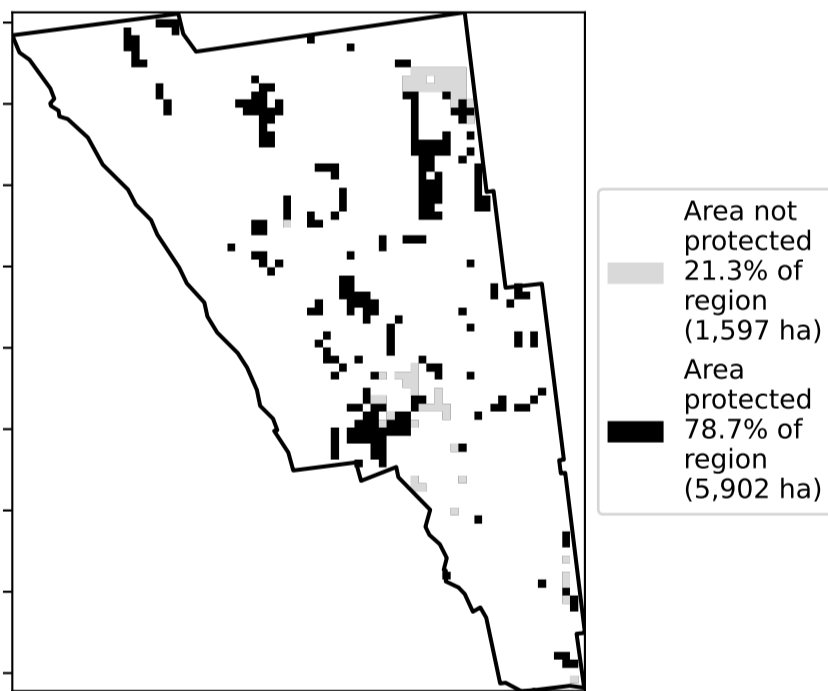 Area not
protected
21.3% of
region
(1,597 ha)
Area
protected
78.7% of
region
(5,902 ha)